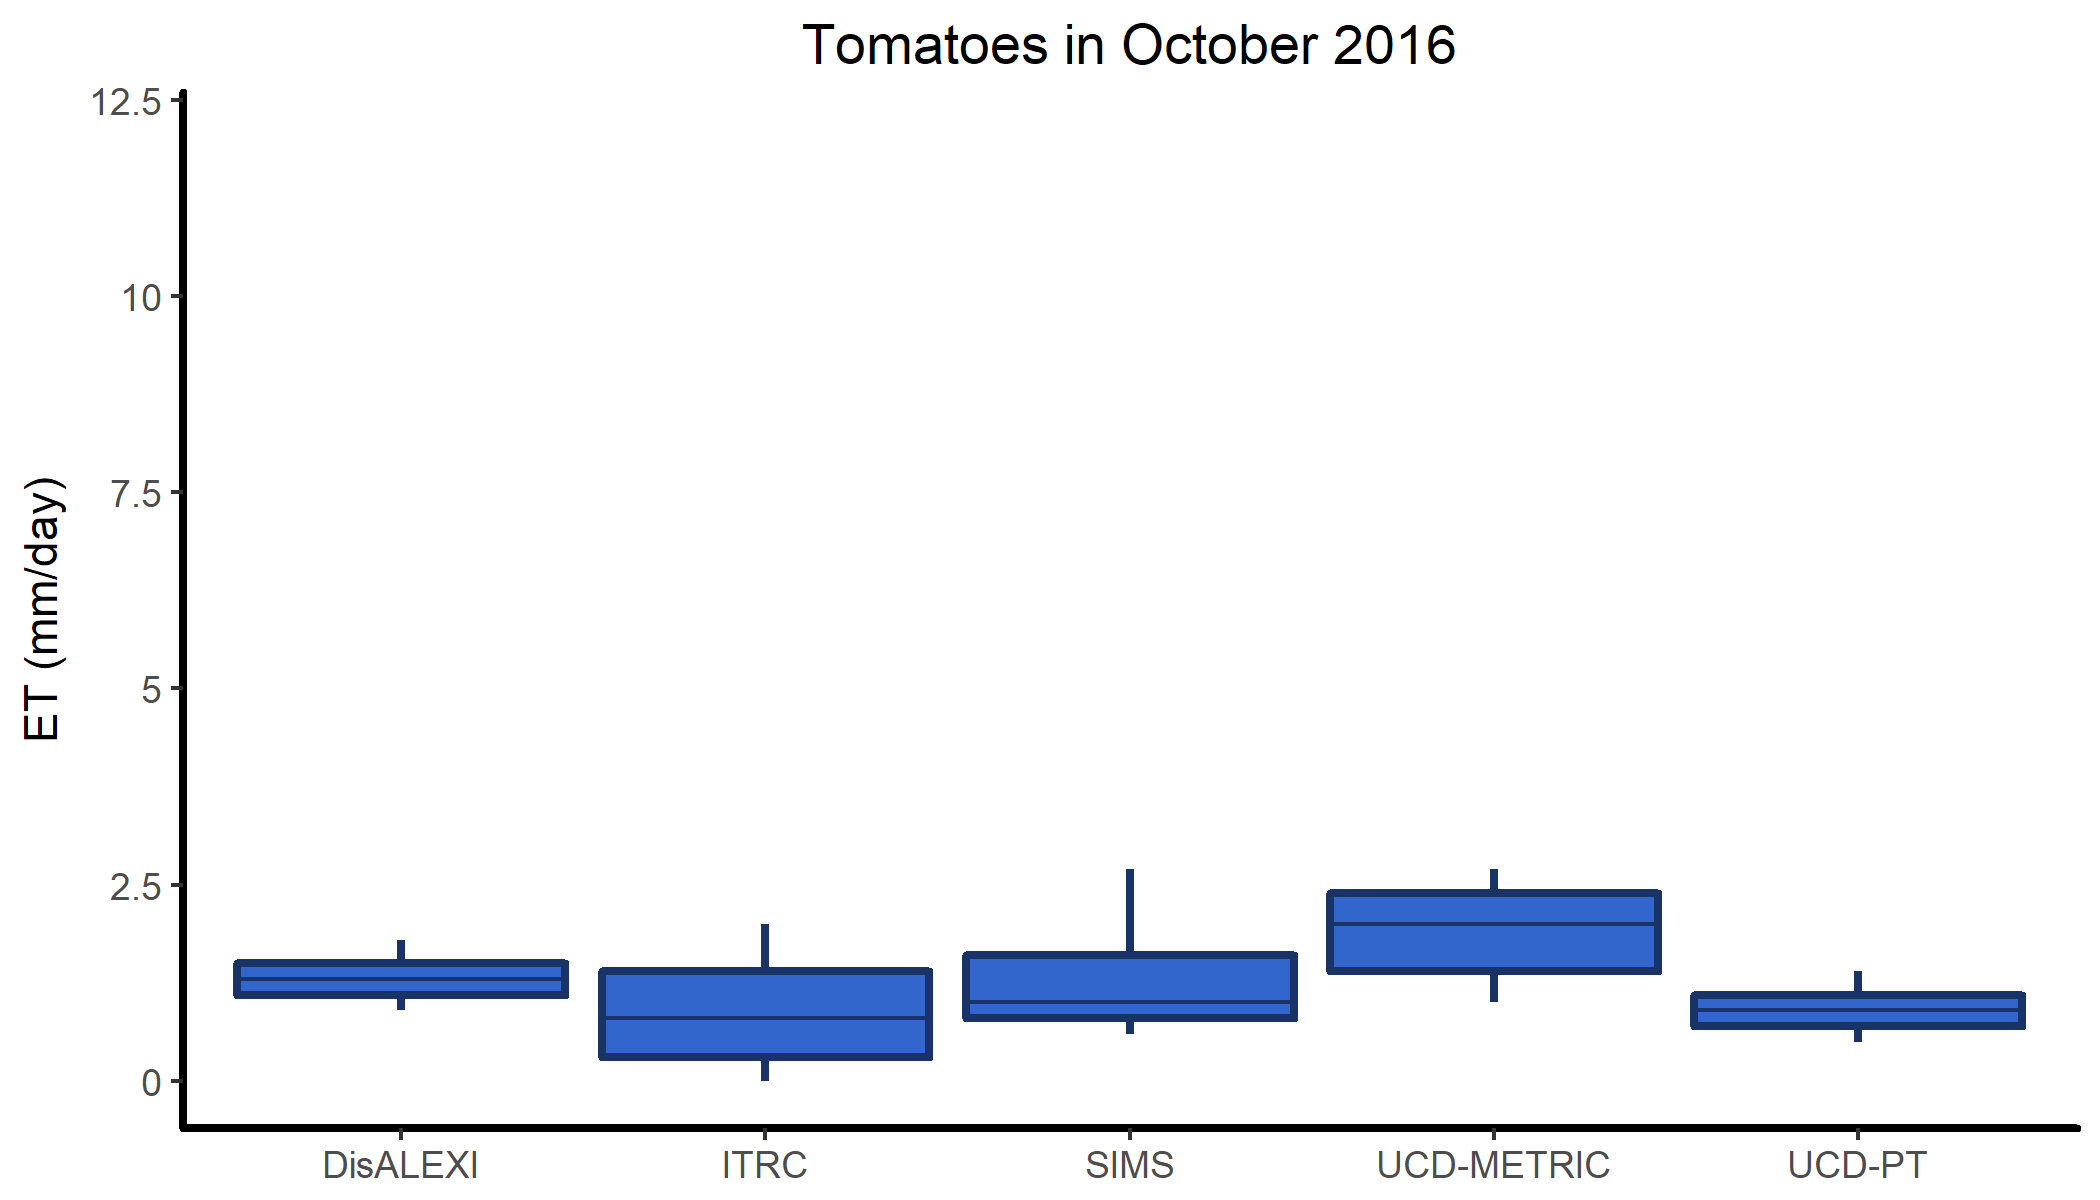 Tomatoes in October 2016
ET (mm/day)
12.5
10
7.5
5
2.5
0
DisALEXI
ITRC
SIMS
UCD-METRIC
UCD-PT